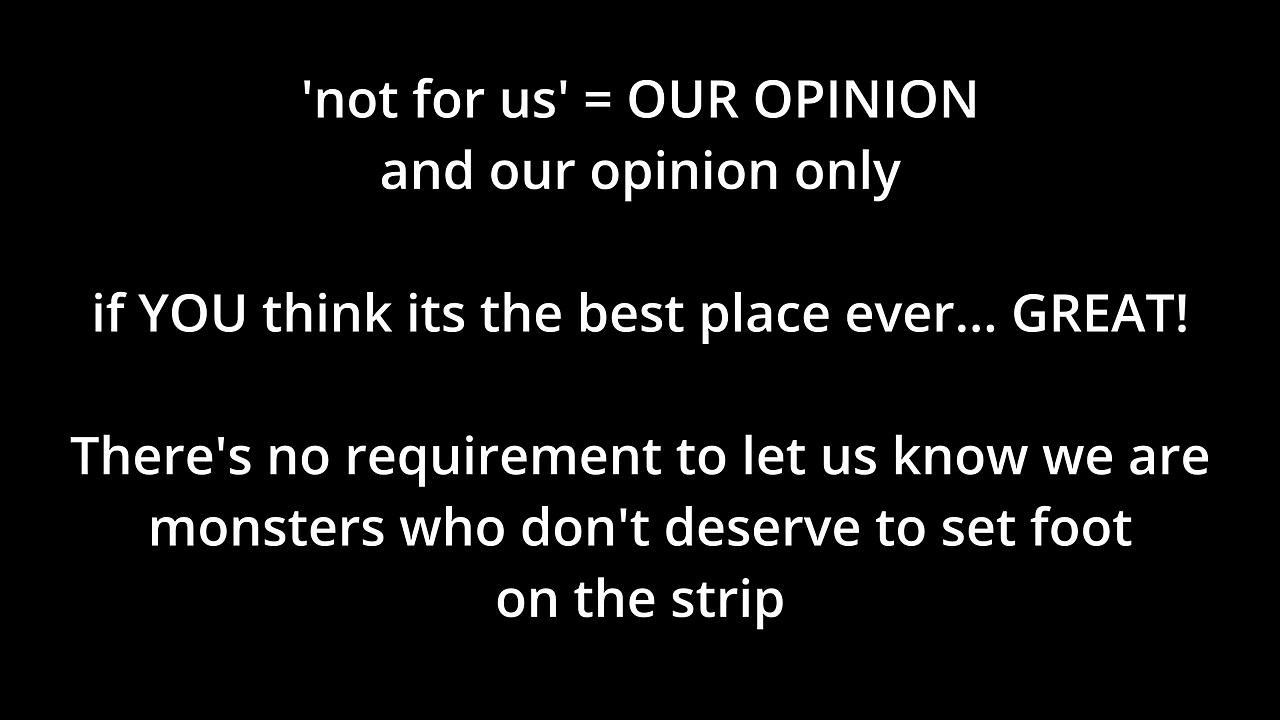 'not for us' = OUR OPINION
and our opinion only
if YOU think its the best place ever... GREAT!
There's no requirement to let us know we are
monsters who don't deserve to set foot
on the strip